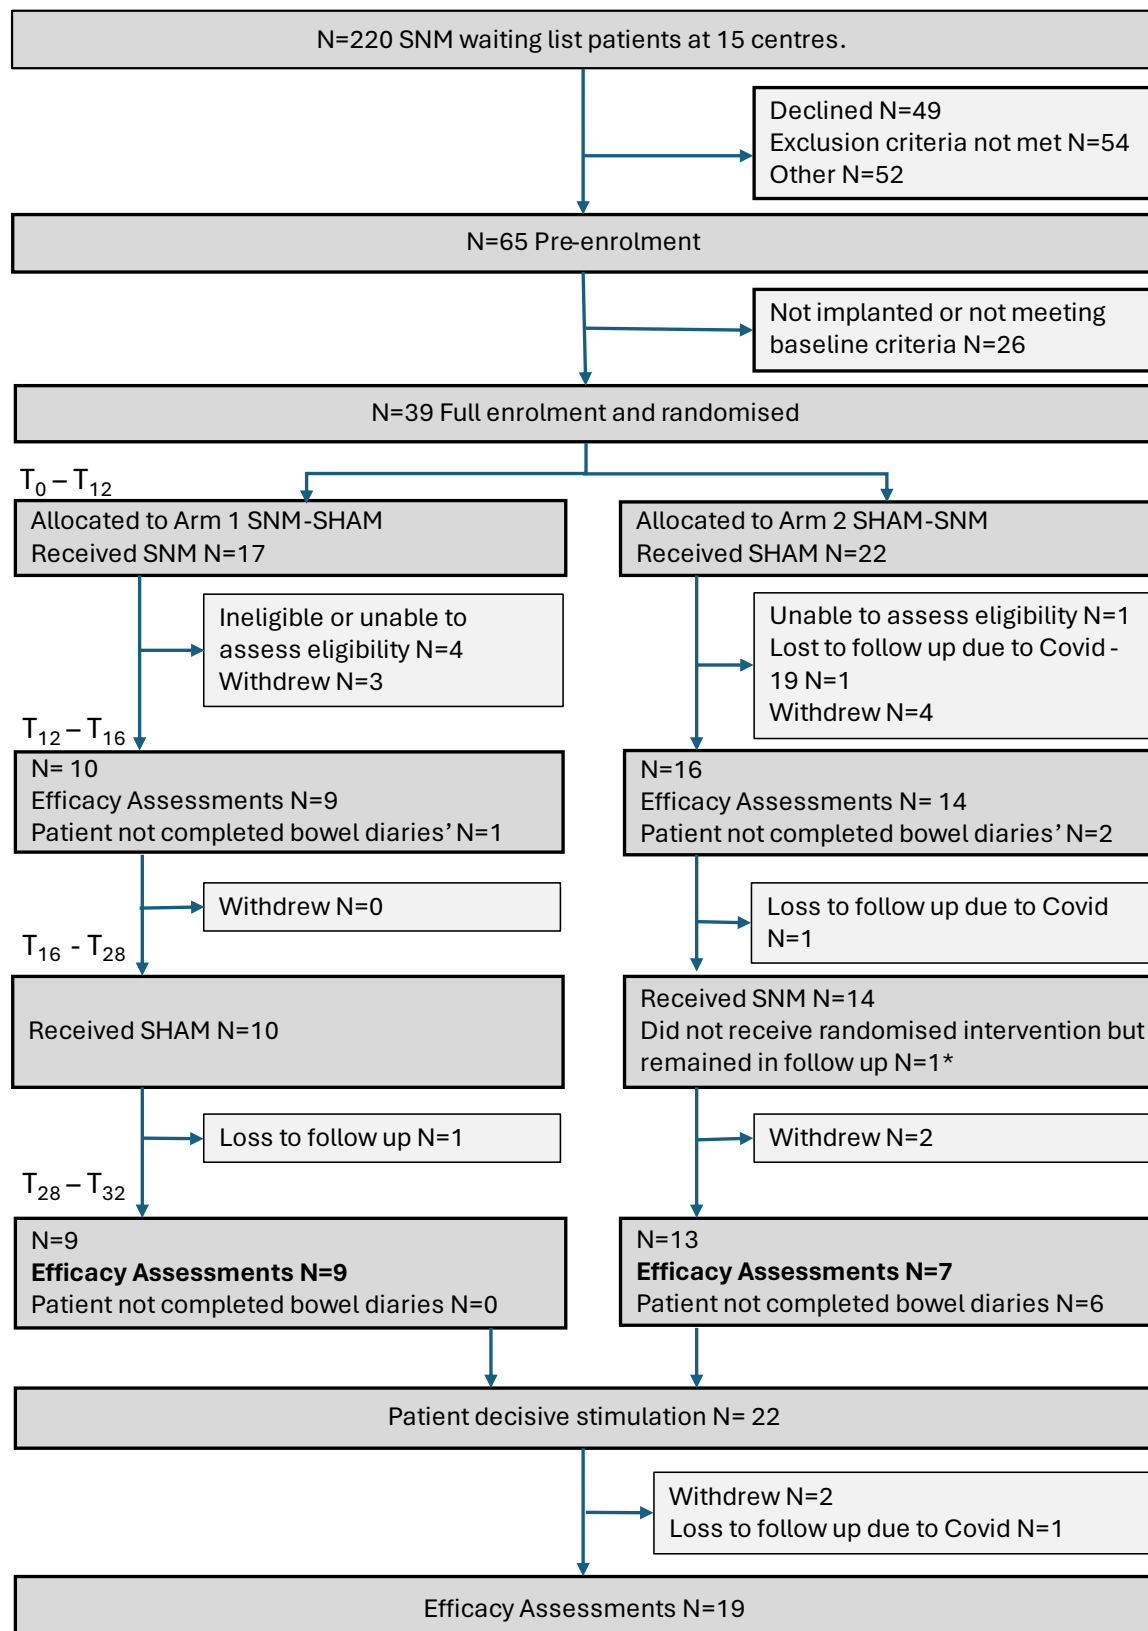 N=220 SNM waiting list patients at 15 centres.
Declined N=49
Exclusion criteria not met N=54
Other N=52
N=65 Pre-enrolment
Not implanted or not meeting
baseline criteria N=26
N=39 Full enrolment and randomised
T₀ – T₁₂
Allocated to Arm 1 SNM-SHAM
Received SNM N=17
Allocated to Arm 2 SHAM-SNM
Received SHAM N=22
Ineligible or unable to
assess eligibility N=4
Withdrew N=3
Unable to assess eligibility N=1
Lost to follow up due to Covid -
19 N=1
Withdrew N=4
T₁₂ – T₁₆
N= 10
Efficacy Assessments N=9
Patient not completed bowel diaries’ N=1
N=16
Efficacy Assessments N= 14
Patient not completed bowel diaries’ N=2
Withdrew N=0
Loss to follow up due to Covid
N=1
T₁₆ - T₂₈
Received SHAM N=10
Received SNM N=14
Did not receive randomised intervention but
remained in follow up N=1*
Loss to follow up N=1
Withdrew N=2
T₂₈ – T₃₂
N=9
Efficacy Assessments N=9
Patient not completed bowel diaries N=0
N=13
Efficacy Assessments N=7
Patient not completed bowel diaries N=6
Patient decisive stimulation N= 22
Withdrew N=2
Loss to follow up due to Covid N=1
Efficacy Assessments N=19